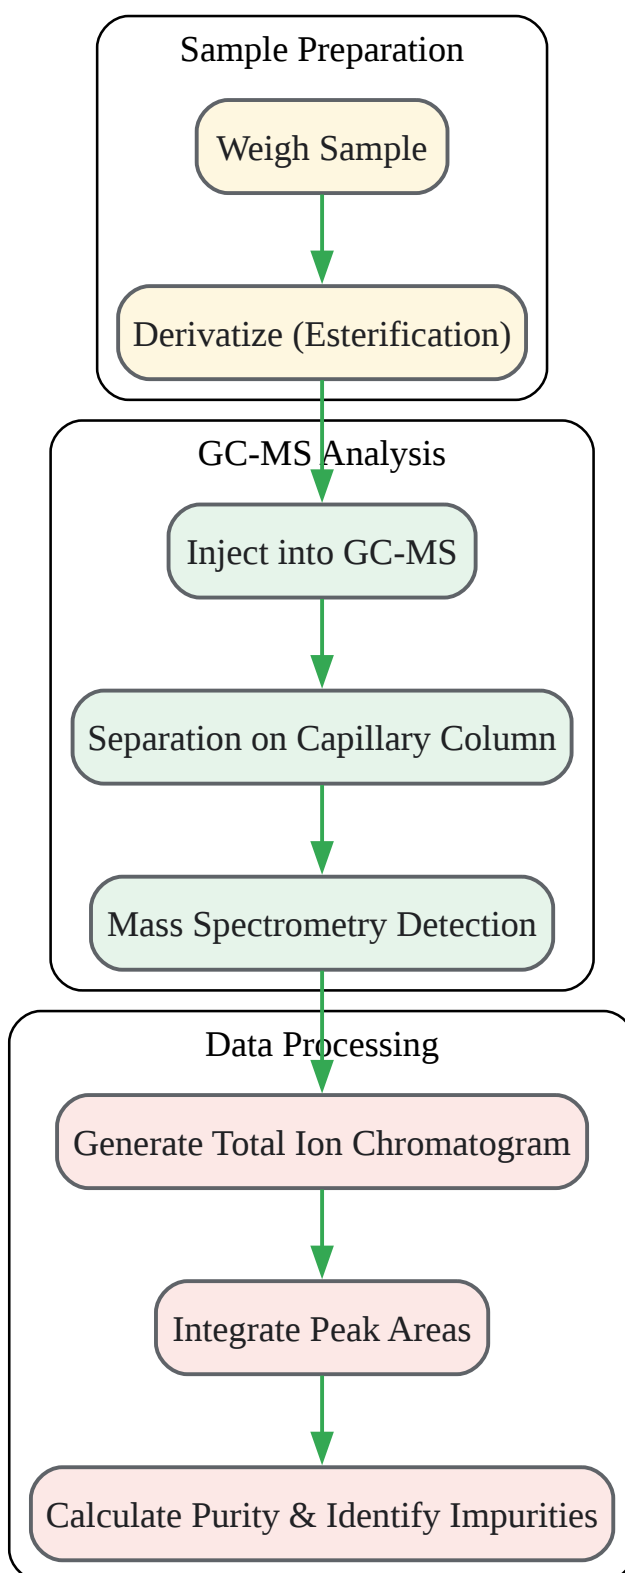 Sample Preparation
Weigh Sample
Derivatize (Esterification)
GC-MS Analysis
Inject into GC-MS
Separation on Capillary Column
Mass Spectrometry Detection
Data Processing
Generate Total Ion Chromatogram
Integrate Peak Areas
Calculate Purity & Identify Impurities